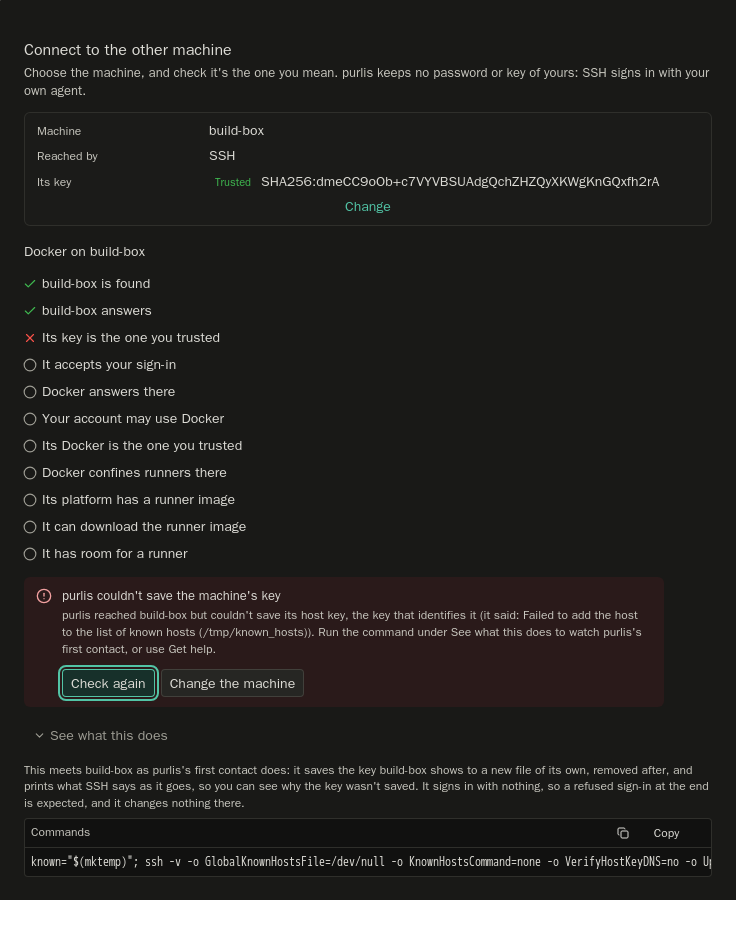 Connect to the other machine
Choose the machine, and check it's the one you mean. purlis keeps no password or key of yours: SSH signs in with your
own agent.
Machine build-box
Reached by SSH
Its key Trusted SHA256:dmeCC9oOb+c7VYVBSUAdgQchZHZQyXKWgKnGQxfh2rA
Change
Docker on build-box
build-box is found
build-box answers
Its key is the one you trusted
It accepts your sign-in
Docker answers there
Your account may use Docker
Its Docker is the one you trusted
Docker confines runners there
Its platform has a runner image
It can download the runner image
It has room for a runner
purlis couldn't save the machine's key
purlis reached build-box but couldn't save its host key, the key that identifies it (it said: Failed to add the host
to the list of known hosts (/tmp/known_hosts)). Run the command under See what this does to watch purlis's
first contact, or use Get help.
Check again Change the machine
See what this does
This meets build-box as purlis's first contact does: it saves the key build-box shows to a new file of its own, removed after, and
prints what SSH says as it goes, so you can see why the key wasn't saved. It signs in with nothing, so a refused sign-in at the end
is expected, and it changes nothing there.
Commands Copy
known="$(mktemp)"; ssh -v -o GlobalKnownHostsFile=/dev/null -o KnownHostsCommand=none -o VerifyHostKeyDNS=no -o